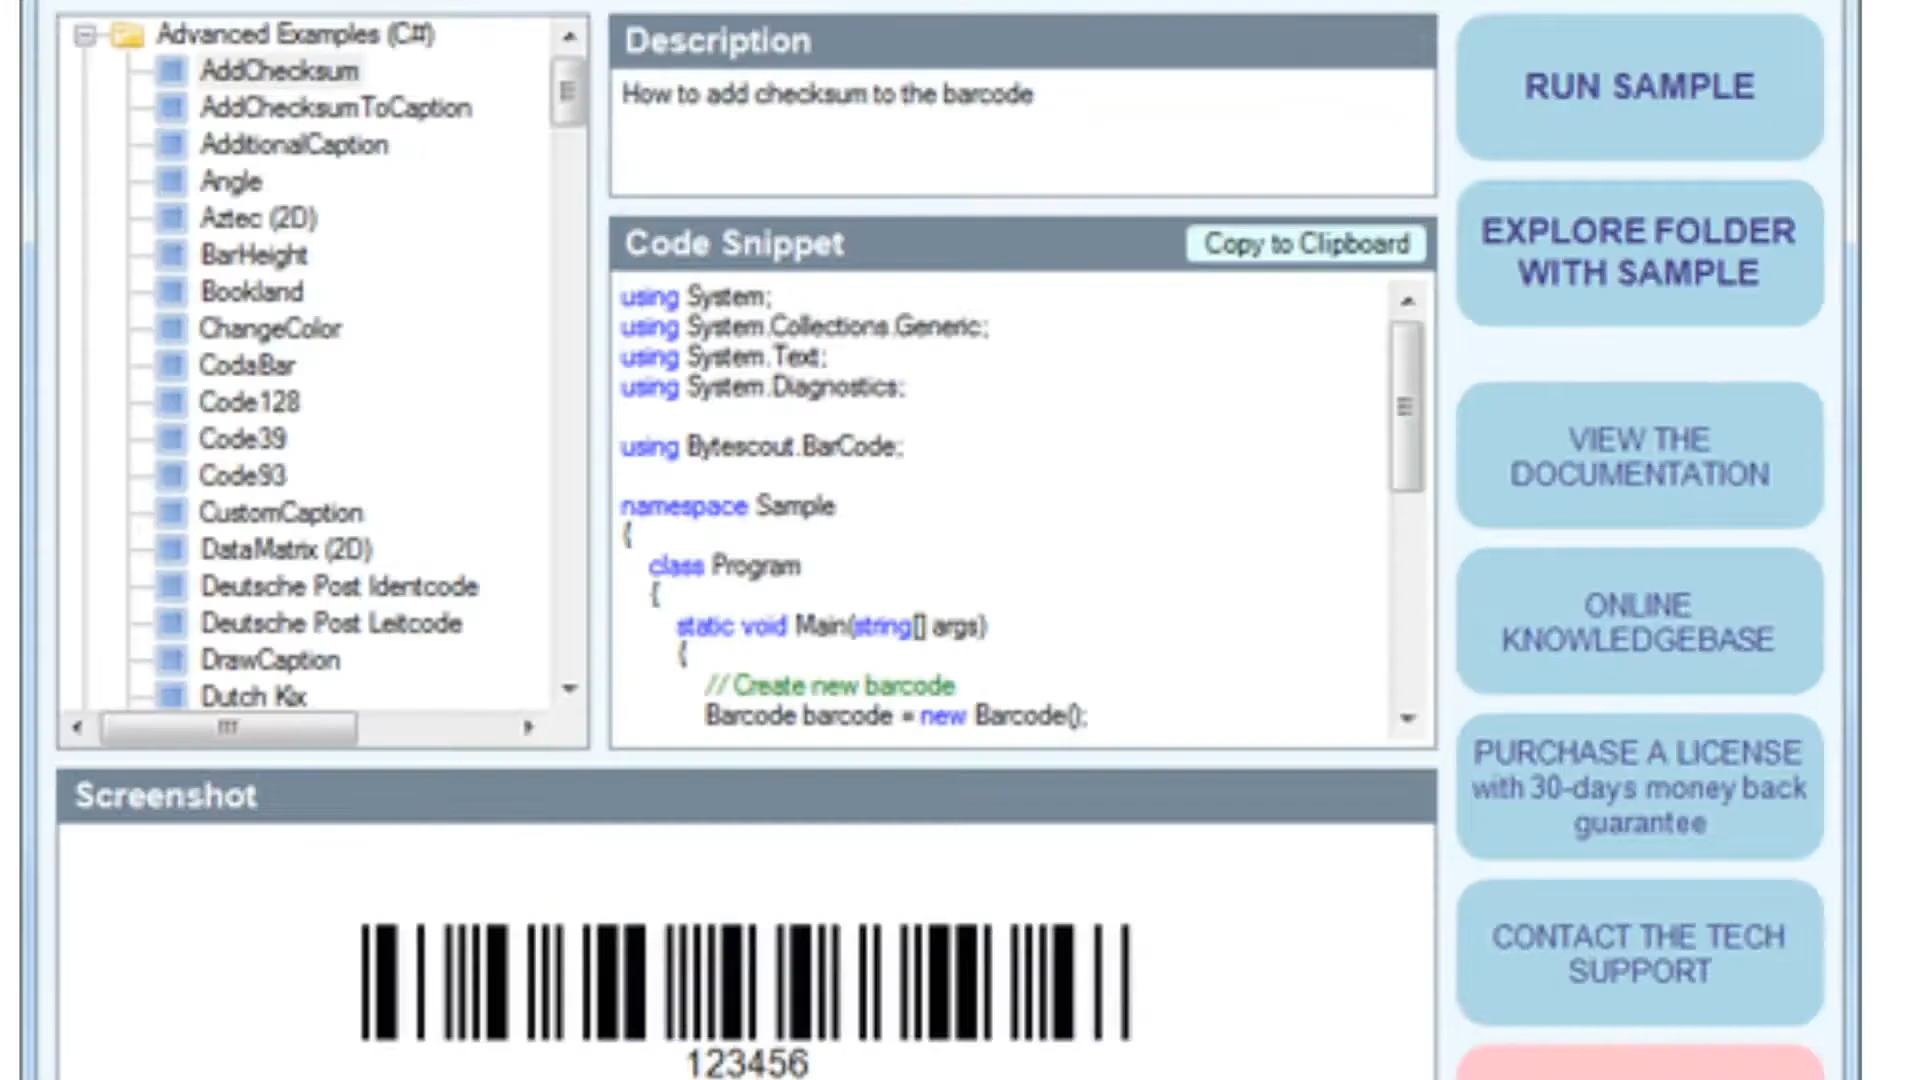 Advanced Examples (C#)
AddChecksum
AddChecksumToCaption
AdditionalCaption
Angle
Aztec (2D)
BarHeight
Bookland
ChangeColor
CodaBar
Code128
Code39
Code93
CustomCaption
DataMatrix (2D)
Deutsche Post Identcode
Deutsche Post Leitcode
DrawCaption
Dutch Kix
Description
How to add checksum to the barcode
Code Snippet
Copy to Clipboard
using System;
using System.Collections.Generic;
using System.Text;
using System.Diagnostics;
using Bytescout.BarCode;
namespace Sample
{
class Program
{
static void Main(string[] args)
{
// Create new barcode
Barcode barcode = new Barcode();
Screenshot
123456
RUN SAMPLE
EXPLORE FOLDER
WITH SAMPLE
VIEW THE
DOCUMENTATION
ONLINE
KNOWLEDGEBASE
PURCHASE A LICENSE
with 30-days money back
guarantee
CONTACT THE TECH
SUPPORT